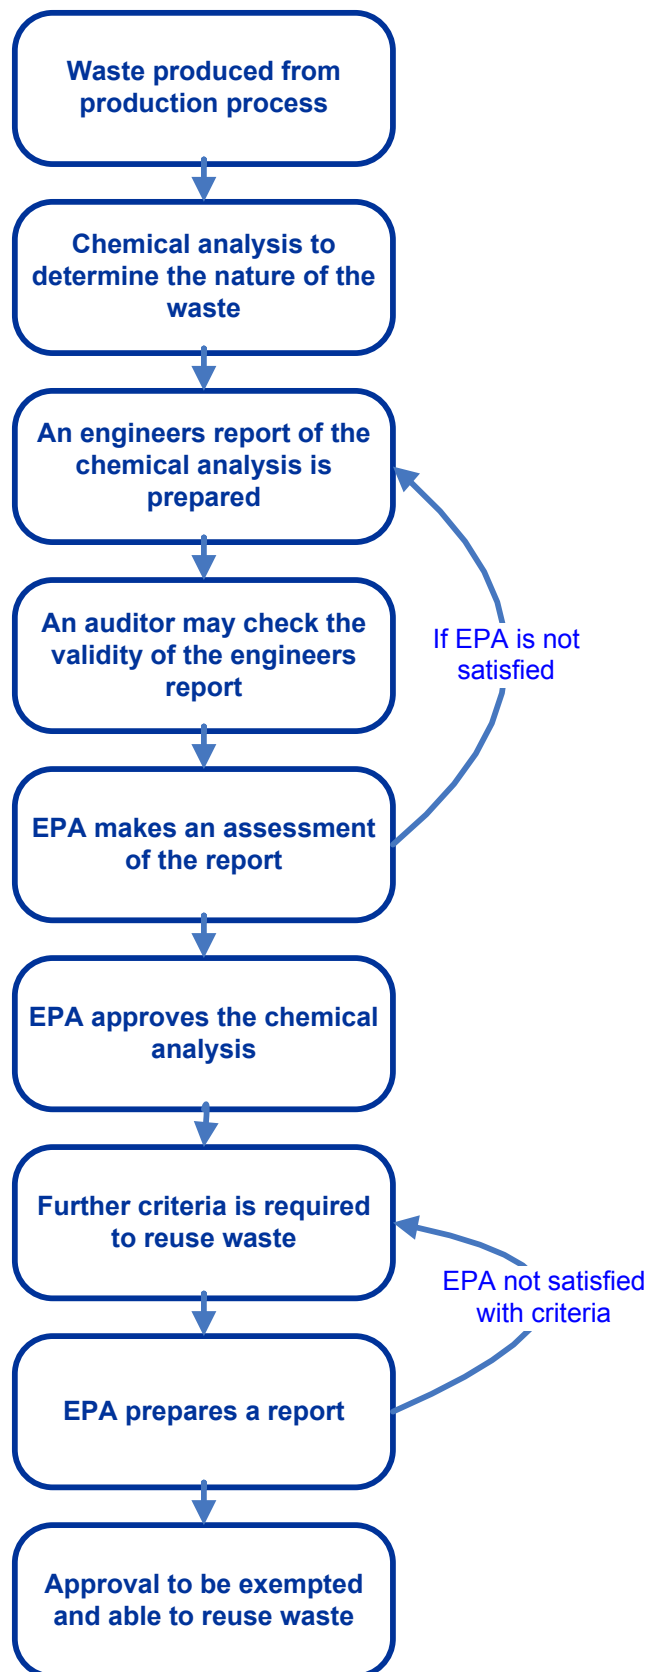 Waste produced from
production process
Chemical analysis to
determine the nature of the
waste
An engineers report of the
chemical analysis is
prepared
An auditor may check the
validity of the engineers
report
If EPA is not
satisfied
EPA makes an assessment
of the report
EPA approves the chemical
analysis
Further criteria is required
to reuse waste
EPA not satisfied
with criteria
EPA prepares a report
Approval to be exempted
and able to reuse waste